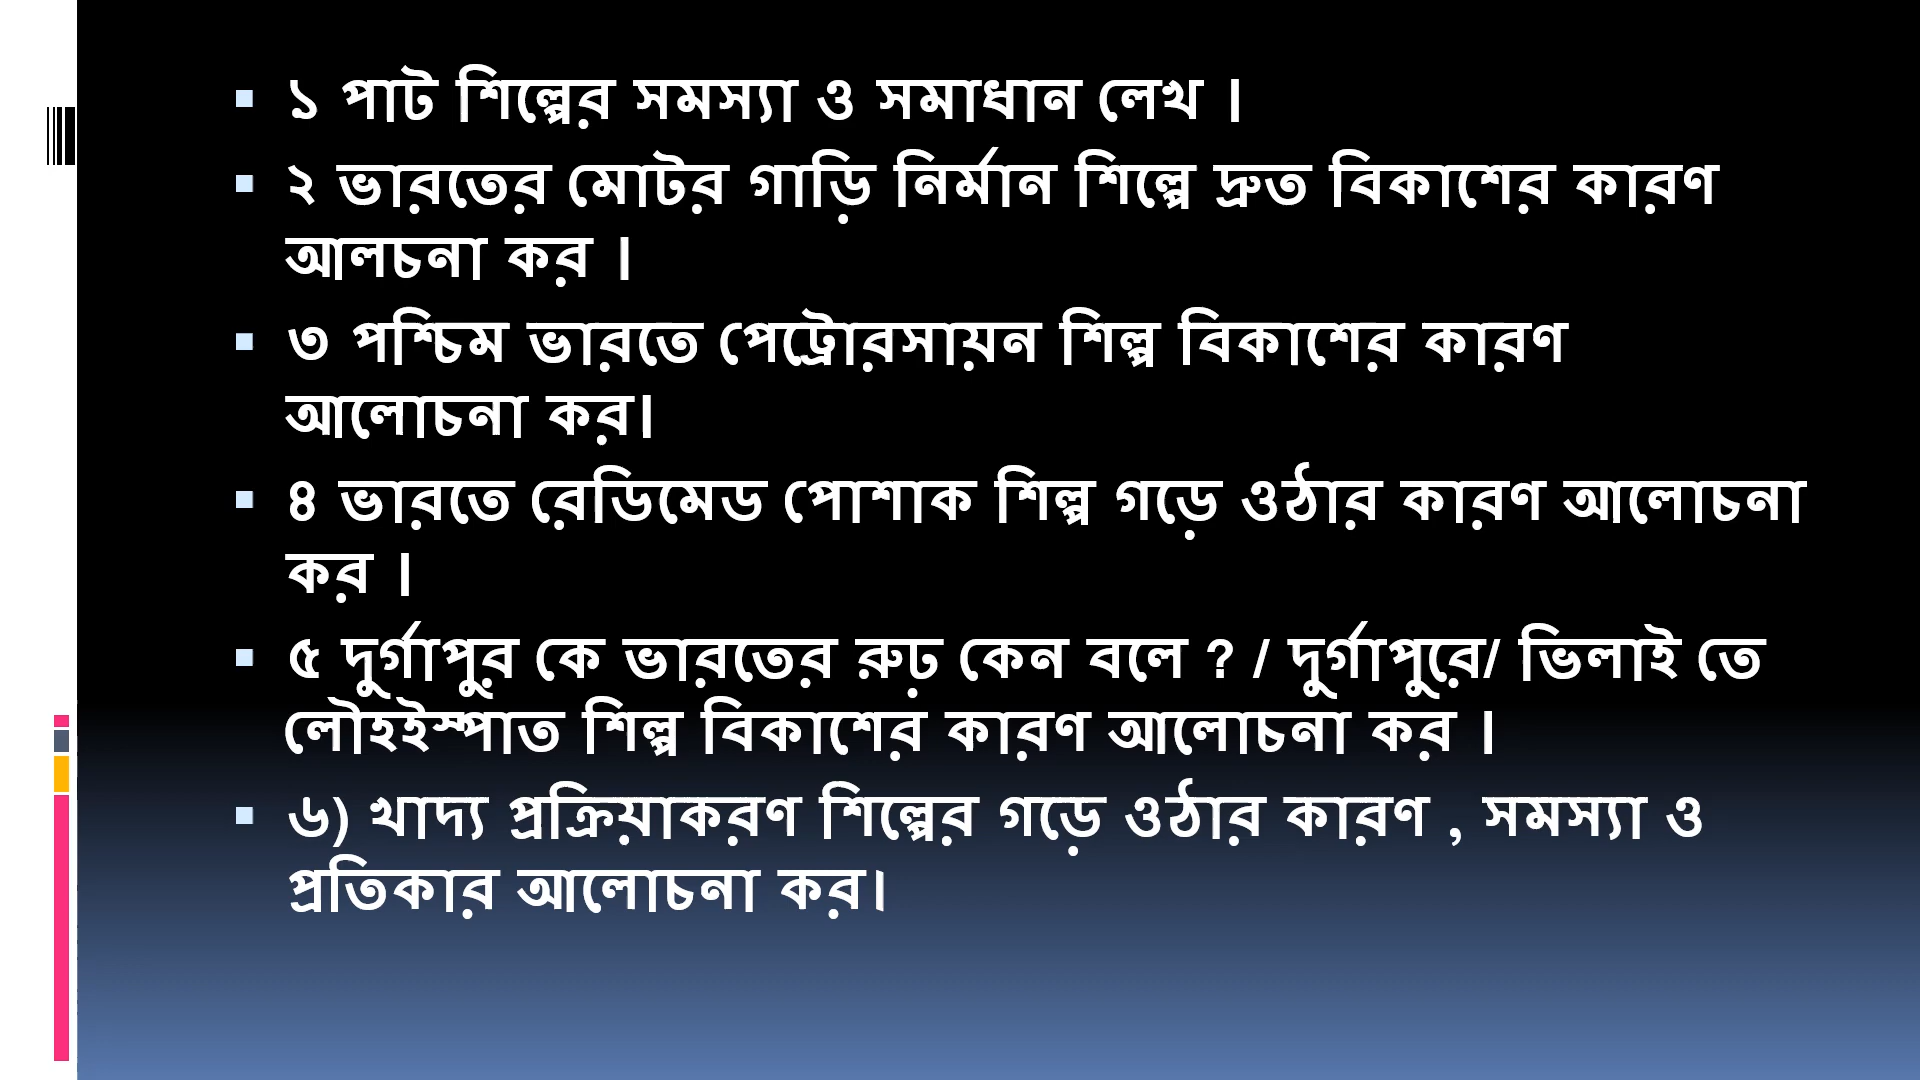 ১ পাট শিল্পের সমস্যা ও সমাধান লেখ ।
২ ভারতের মোটর গাড়ি নির্মান শিল্পে দ্রুত বিকাশের কারণ
আলচনা কর ।
৩ পশ্চিম ভারতে পেট্রোরসায়ন শিল্প বিকাশের কারণ
আলোচনা কর।
৪ ভারতে রেডিমেড পোশাক শিল্প গড়ে ওঠার কারণ আলোচনা
কর ।
৫ দুর্গাপুর কে ভারতের রুঢ় কেন বলে ? / দুর্গাপুরে/ ভিলাই তে
লৌহইস্পাত শিল্প বিকাশের কারণ আলোচনা কর ।
৬) খাদ্য প্রক্রিয়াকরণ শিল্পের গড়ে ওঠার কারণ , সমস্যা ও
প্রতিকার আলোচনা কর।